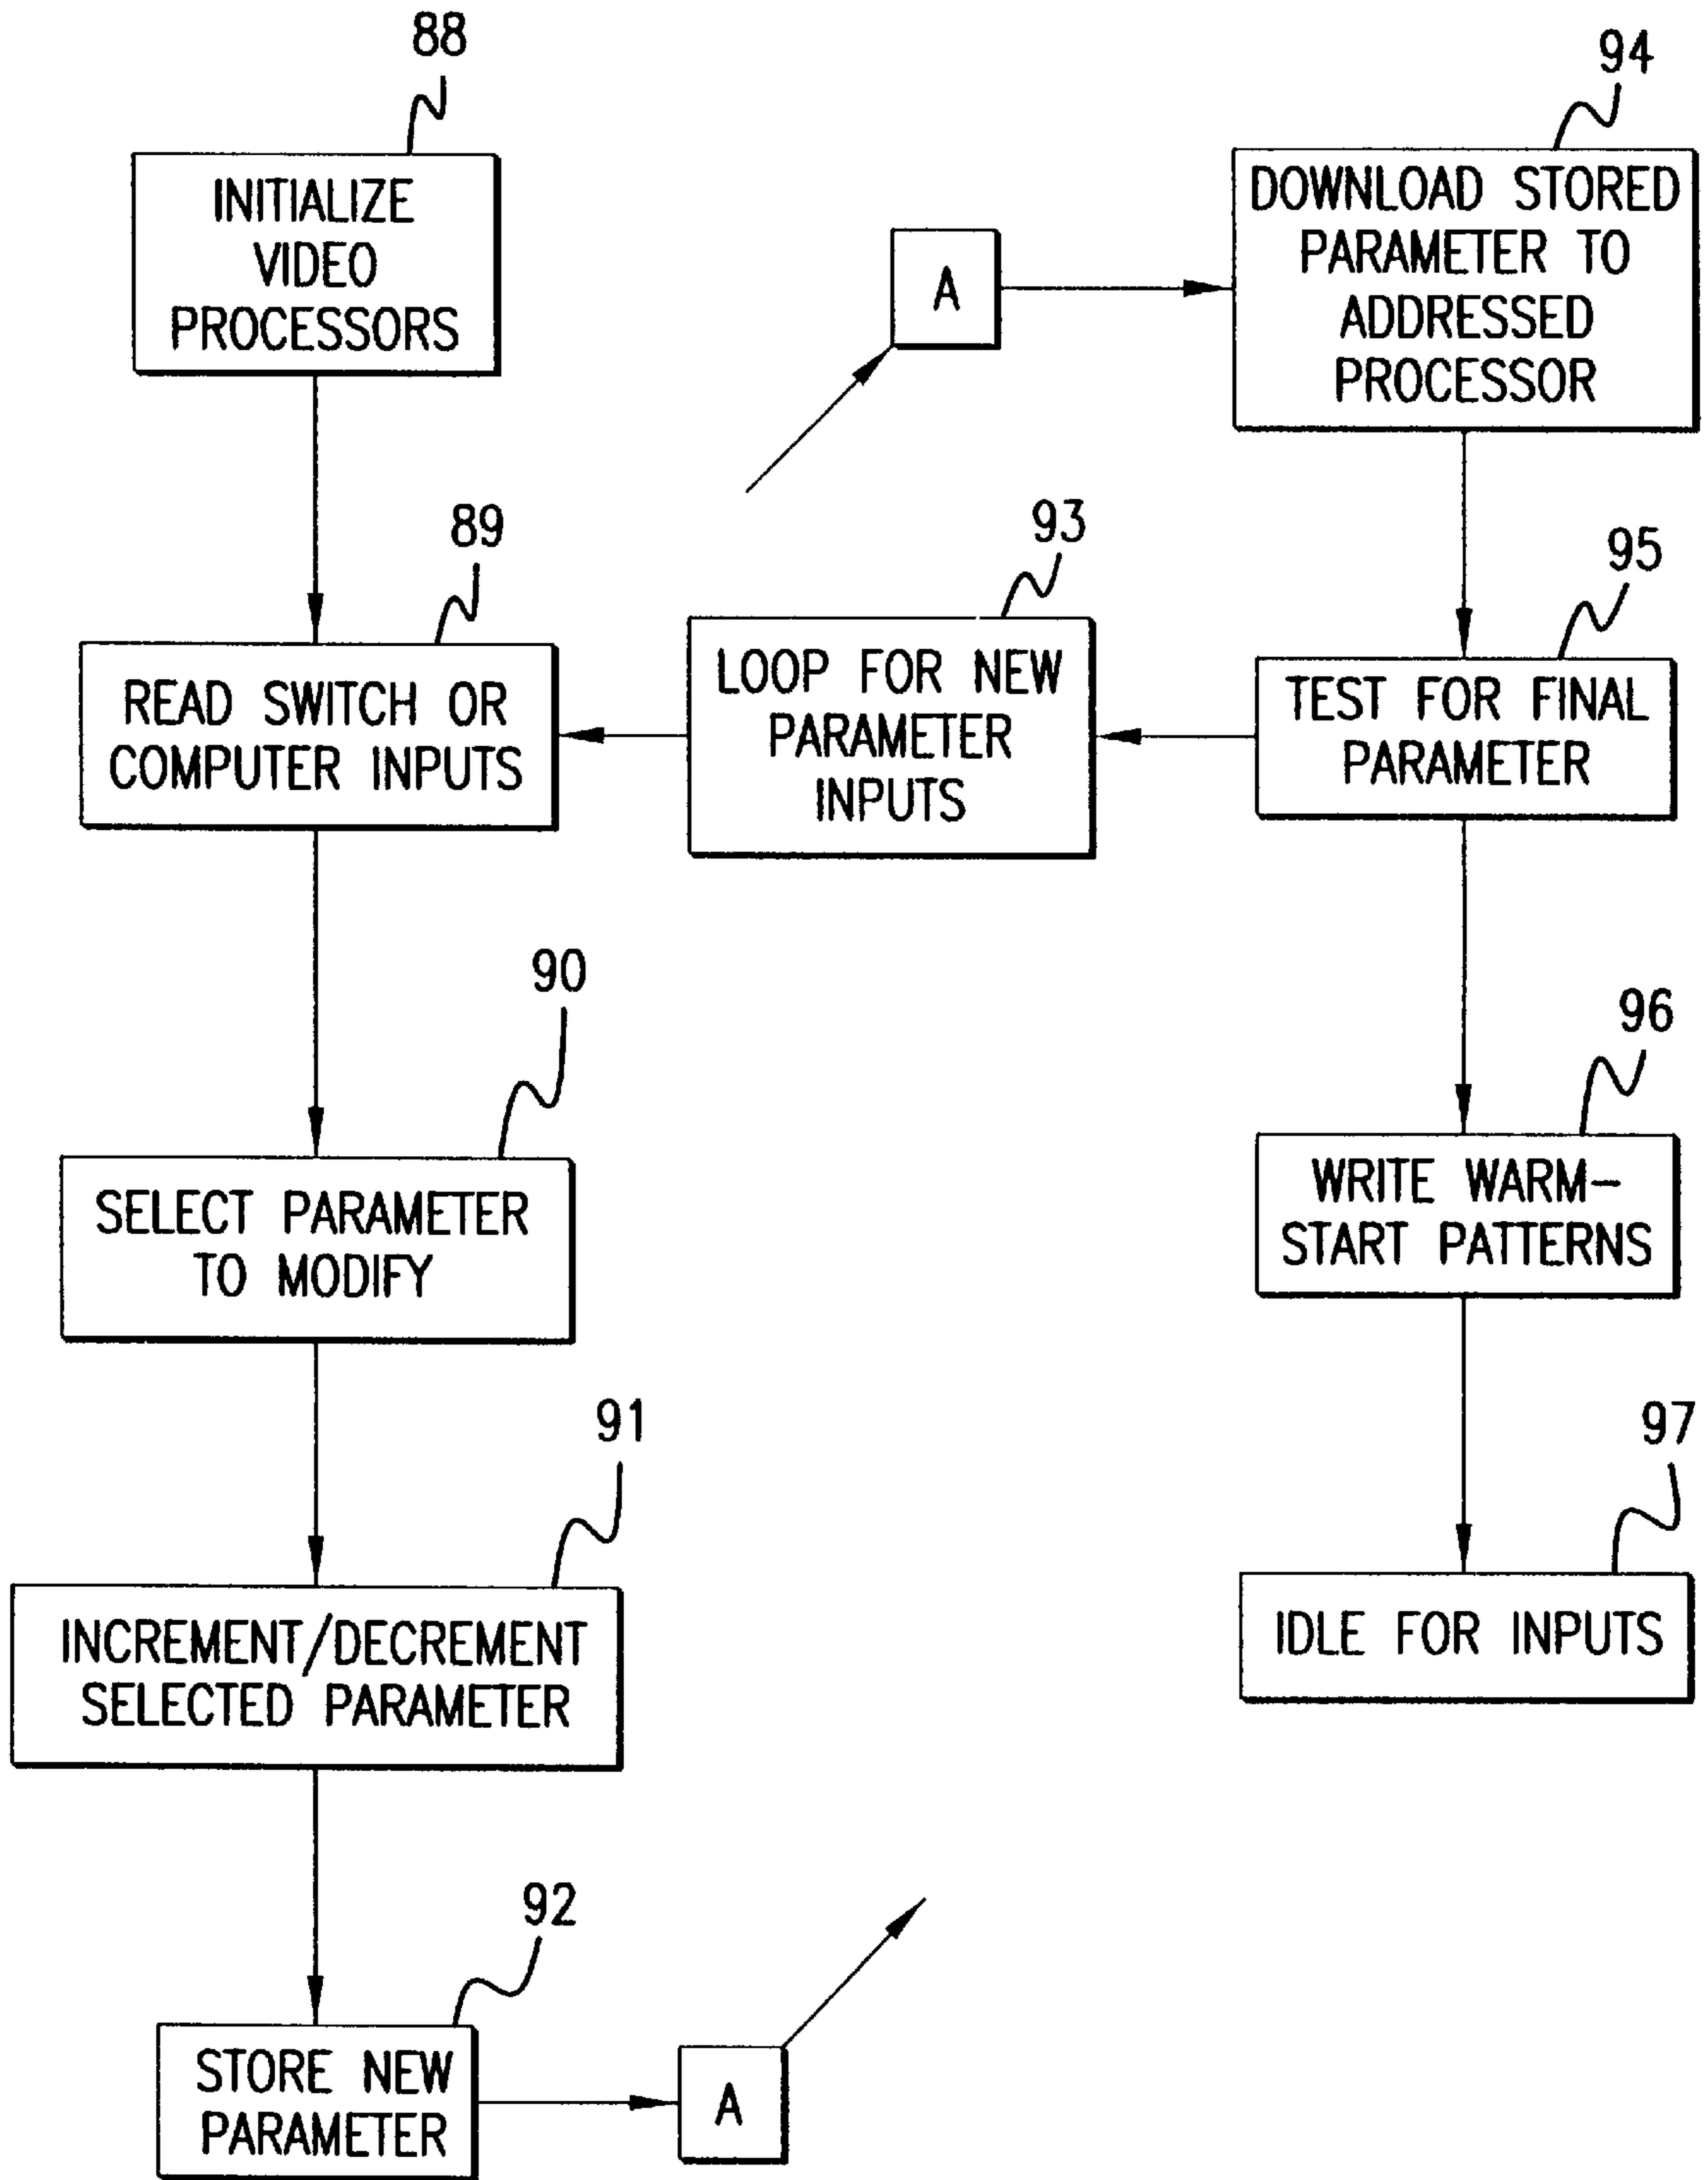 88
INITIALIZE
VIDEO
PROCESSORS
89
READ SWITCH OR
COMPUTER INPUTS
90
SELECT PARAMETER
TO MODIFY
91
INCREMENT/DECREMENT
SELECTED PARAMETER
92
STORE NEW
PARAMETER
A
A
94
DOWNLOAD STORED
PARAMETER TO
ADDRESSED
PROCESSOR
95
TEST FOR FINAL
PARAMETER
93
LOOP FOR NEW
PARAMETER
INPUTS
96
WRITE WARM-
START PATTERNS
97
IDLE FOR INPUTS